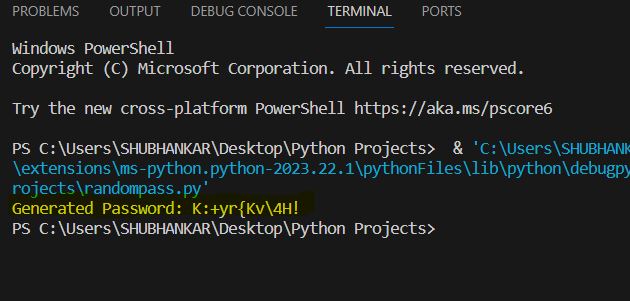 PROBLEMS OUTPUT DEBUG CONSOLE TERMINAL PORTS
Windows PowerShell
Copyright (C) Microsoft Corporation. All rights reserved.
Try the new cross-platform PowerShell https://aka.ms/pscore6
PS C:\Users\SHUBHANKAR\Desktop\Python Projects>  & 'C:\Users\SHUBHAN
\extensions\ms-python.python-2023.22.1\pythonFiles\lib\python\debugpy
rojects\randompass.py'
Generated Password: K:+yr{Kv\4H!
PS C:\Users\SHUBHANKAR\Desktop\Python Projects>